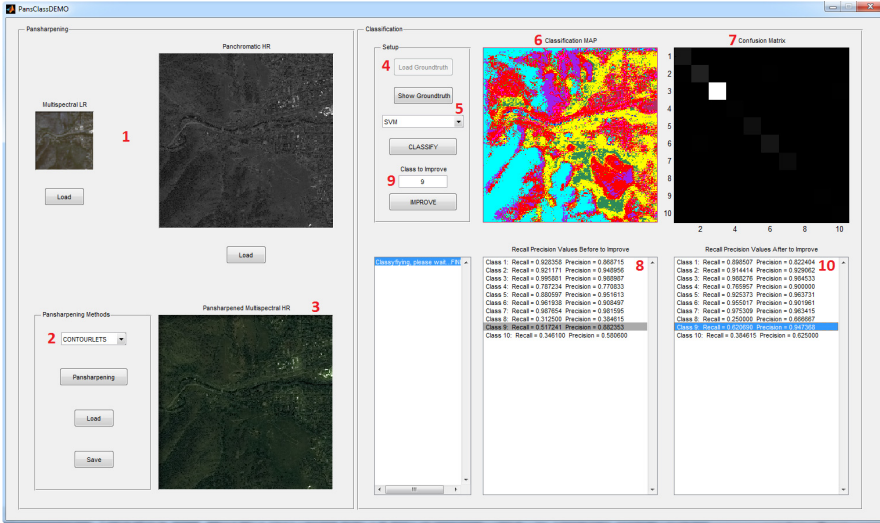 PansClassDEMO
Pansharpening
Panchromatic HR
Multispectral LR
1
Load
Load
Pansharpening Methods
2
CONTOURLETS
Pansharpening
Load
Save
Pansharpened Multispectral HR
3
Classification
Setup
4
Load Groundtruth
Show Groundtruth
5
SVM
CLASSIFY
Class to Improve
9
9
IMPROVE
6
Classification MAP
7
Confusion Matrix
1
2
3
4
5
6
7
8
9
10
2 4 6 8 10
Classyfiying, please wait. FINI
Recall Precision Values Before to Improve
8
Class 1: Recall = 0.928358 Precision = 0.868715
Class 2: Recall = 0.921171 Precision = 0.948956
Class 3: Recall = 0.995881 Precision = 0.988987
Class 4: Recall = 0.787234 Precision = 0.770833
Class 5: Recall = 0.880597 Precision = 0.951613
Class 6: Recall = 0.961938 Precision = 0.908497
Class 7: Recall = 0.987654 Precision = 0.981595
Class 8: Recall = 0.312500 Precision = 0.384615
Class 9: Recall = 0.517241 Precision = 0.882353
Class 10: Recall = 0.346100 Precision = 0.580600
Recall Precision Values After to Improve
10
Class 1: Recall = 0.898507 Precision = 0.822404
Class 2: Recall = 0.914414 Precision = 0.929062
Class 3: Recall = 0.988276 Precision = 0.984533
Class 4: Recall = 0.765957 Precision = 0.900000
Class 5: Recall = 0.925373 Precision = 0.963731
Class 6: Recall = 0.955017 Precision = 0.901961
Class 7: Recall = 0.975309 Precision = 0.963415
Class 8: Recall = 0.250000 Precision = 0.666667
Class 9: Recall = 0.620690 Precision = 0.947368
Class 10: Recall = 0.384615 Precision = 0.625000